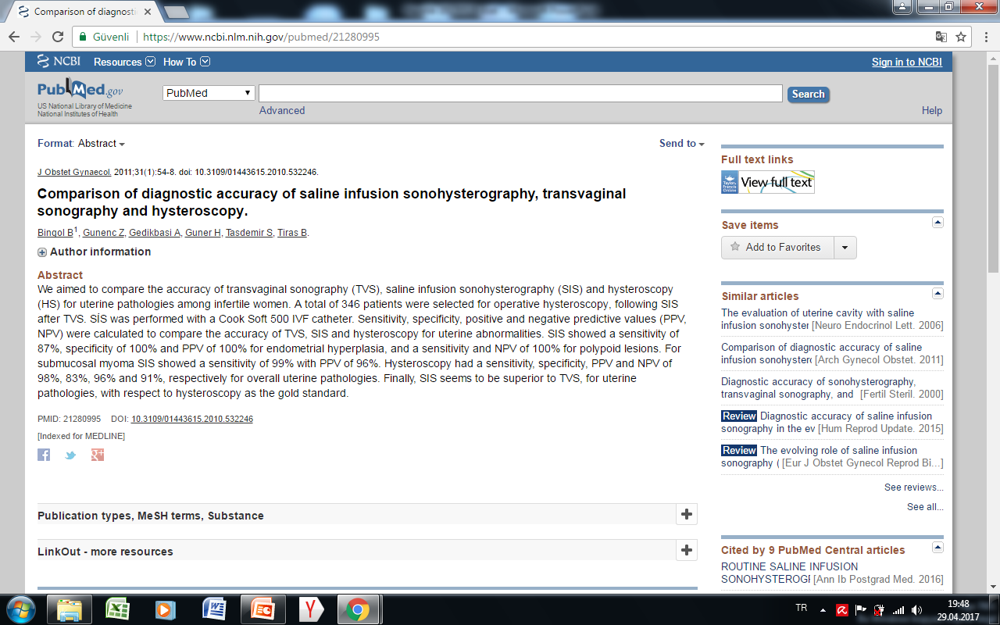 Comparison of diagnost
Güvenli
https://www.ncbi.nlm.nih.gov/pubmed/21280995
NCBI Resources How To Sign in to NCBI
PubMed.gov
US National Library of Medicine
National Institutes of Health
PubMed
Search
Advanced
Help
Format: Abstract
Send to
J Obstet Gynaecol. 2011;31(1):54-8. doi: 10.3109/01443615.2010.532246.
Comparison of diagnostic accuracy of saline infusion sonohysterography, transvaginal
sonography and hysteroscopy.
Bingol B1, Gunenc Z, Gedikbasi A, Guner H, Tasdemir S, Tiras B.
Author information
Abstract
We aimed to compare the accuracy of transvaginal sonography (TVS), saline infusion sonohysterography (SIS) and hysteroscopy
(HS) for uterine pathologies among infertile women. A total of 346 patients were selected for operative hysteroscopy, following SIS
after TVS. SİS was performed with a Cook Soft 500 IVF catheter. Sensitivity, specificity, positive and negative predictive values (PPV,
NPV) were calculated to compare the accuracy of TVS, SIS and hysteroscopy for uterine abnormalities. SIS showed a sensitivity of
87%, specificity of 100% and PPV of 100% for endometrial hyperplasia, and a sensitivity and NPV of 100% for polypoid lesions. For
submucosal myoma SIS showed a sensitivity of 99% with PPV of 96%. Hysteroscopy had a sensitivity, specificity, PPV and NPV of
98%, 83%, 96% and 91%, respectively for overall uterine pathologies. Finally, SIS seems to be superior to TVS, for uterine
pathologies, with respect to hysteroscopy as the gold standard.
PMID: 21280995 DOI: 10.3109/01443615.2010.532246
[Indexed for MEDLINE]
Publication types, MeSH terms, Substance
LinkOut - more resources
Full text links
Taylor & Francis Online View full text
Save items
Add to Favorites
Similar articles
The evaluation of uterine cavity with saline
infusion sonohyster [Neuro Endocrinol Lett. 2006]
Comparison of diagnostic accuracy of saline
infusion sonohystero [Arch Gynecol Obstet. 2011]
Diagnostic accuracy of sonohysterography,
transvaginal sonography, and [Fertil Steril. 2000]
Review Diagnostic accuracy of saline infusion
sonography in the ev [Hum Reprod Update. 2015]
Review The evolving role of saline infusion
sonography ( [Eur J Obstet Gynecol Reprod Bi...]
See reviews...
See all...
Cited by 9 PubMed Central articles
ROUTINE SALINE INFUSION
SONOHYSTEROGR [Ann Ib Postgrad Med. 2016]
TR
19:48
29.04.2017